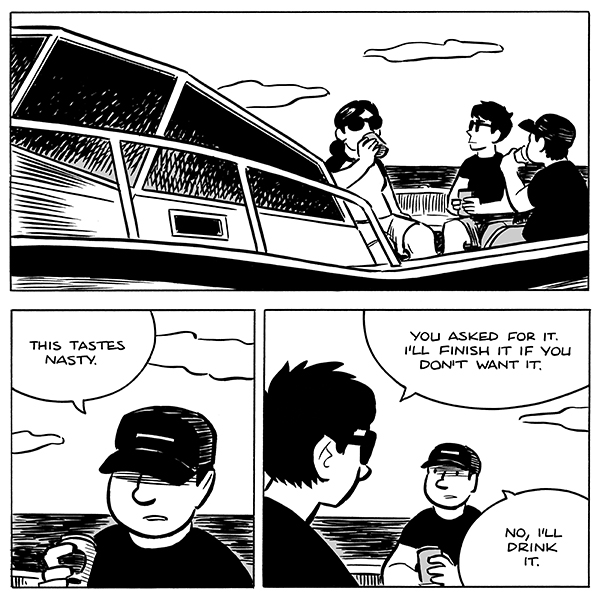 THIS TASTES
NASTY.
YOU ASKED FOR IT.
I'LL FINISH IT IF YOU
DON'T WANT IT.
NO, I'LL
DRINK
IT.